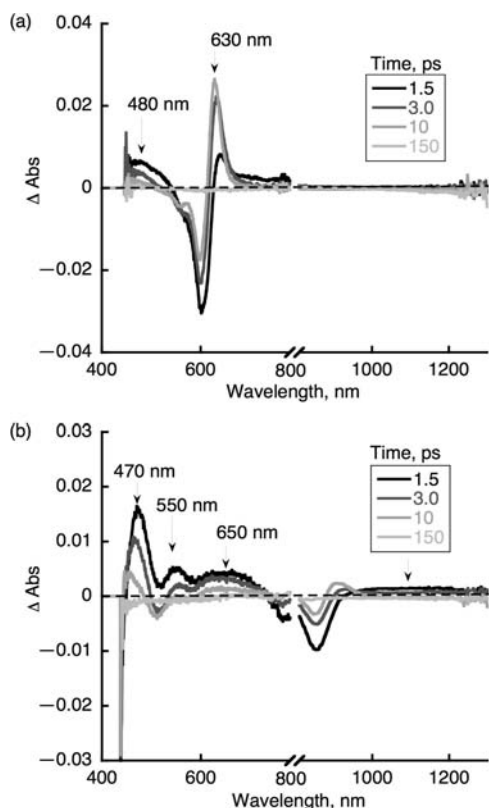 (a)
630 nm
480 nm
Time, ps
1.5
3.0
10
150
Δ Abs
0.04
0.02
0
—0.02
—0.04
400
600
800
1000
1200
Wavelength, nm
(b)
470 nm
550 nm
650 nm
Time, ps
1.5
3.0
10
150
Δ Abs
0.03
0.02
0.01
0
—0.01
—0.02
—0.03
400
600
800
1000
1200
Wavelength, nm